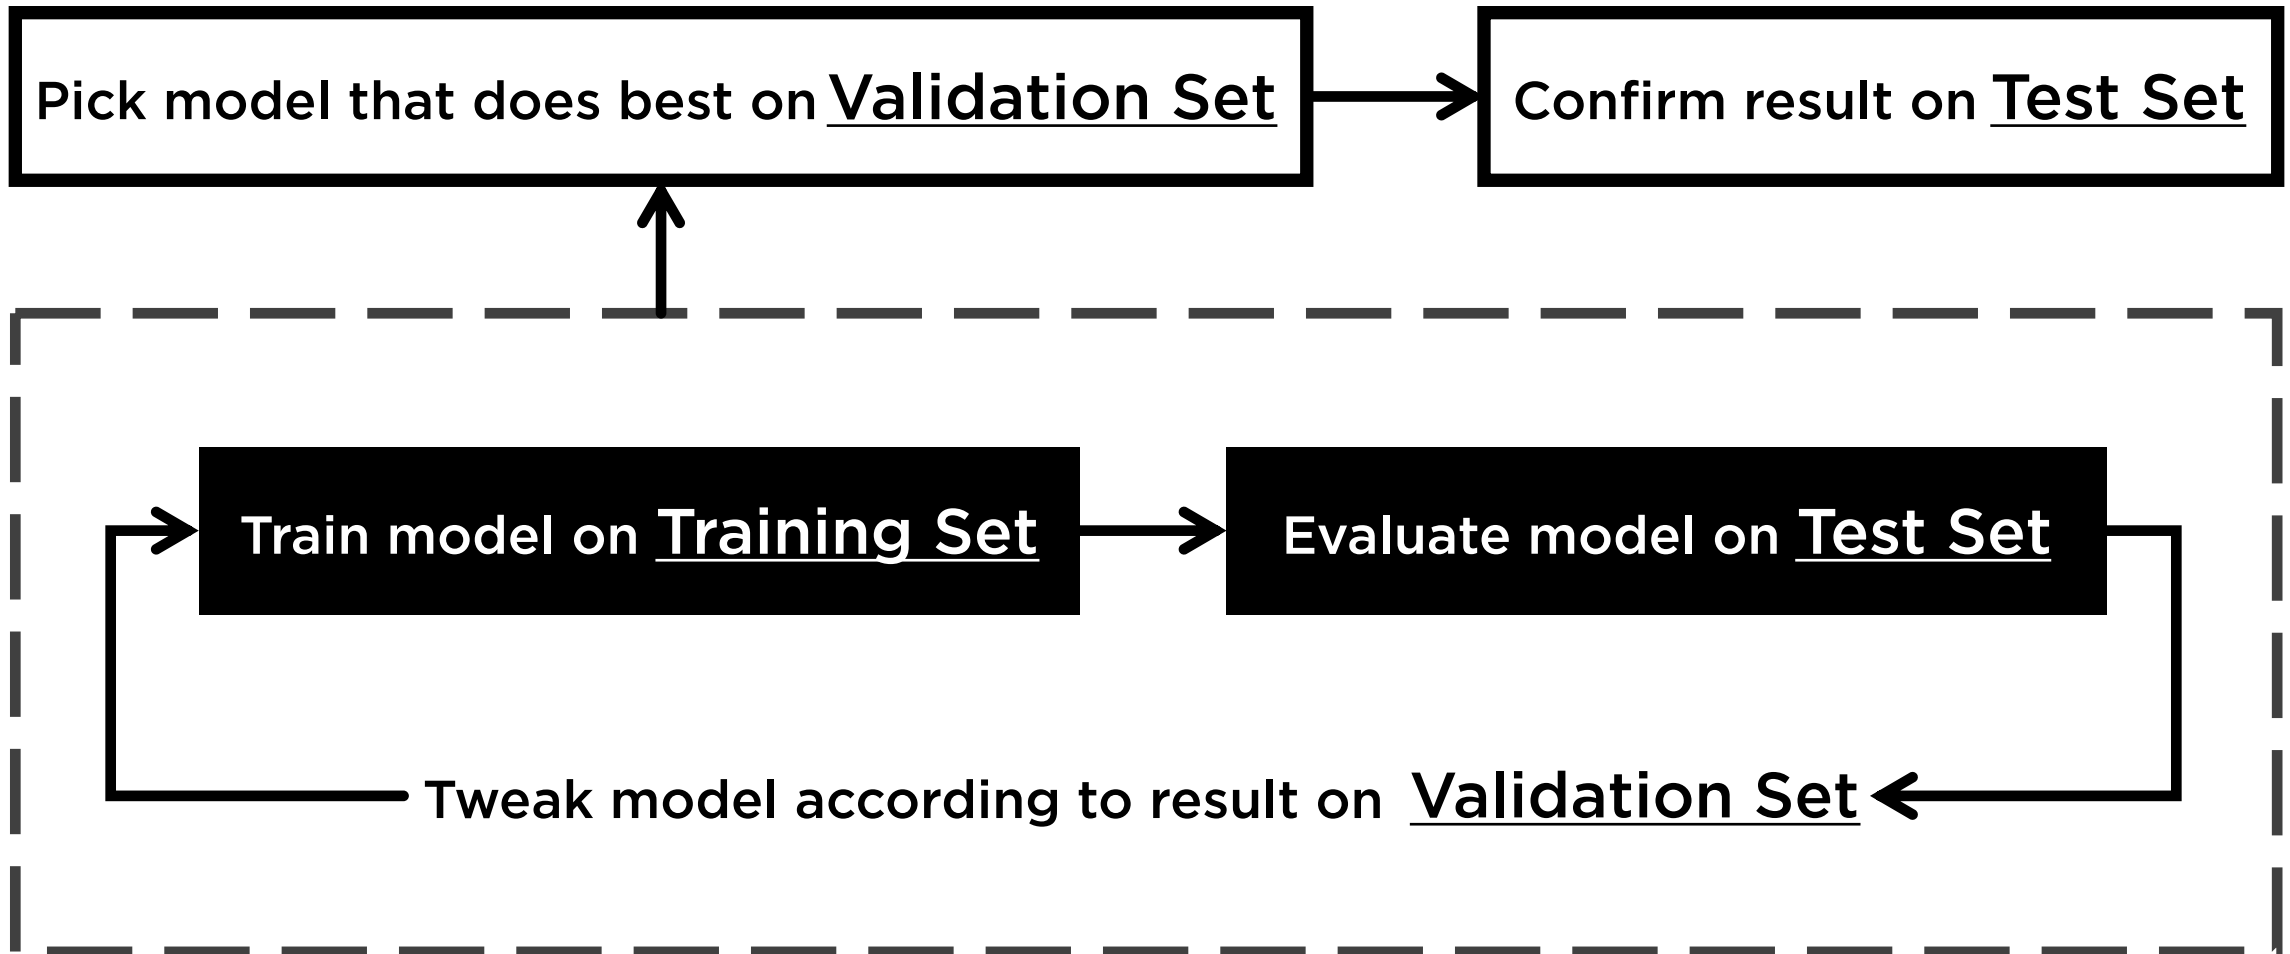 Pick model that does best on Validation Set
Confirm result on Test Set
Train model on Training Set
Evaluate model on Test Set
Tweak model according to result on Validation Set